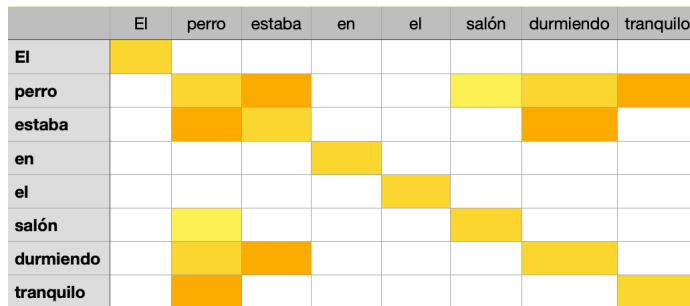 El perro estaba en el salón durmiendo tranquilo
El
perro
estaba
en
el
salón
durmiendo
tranquilo